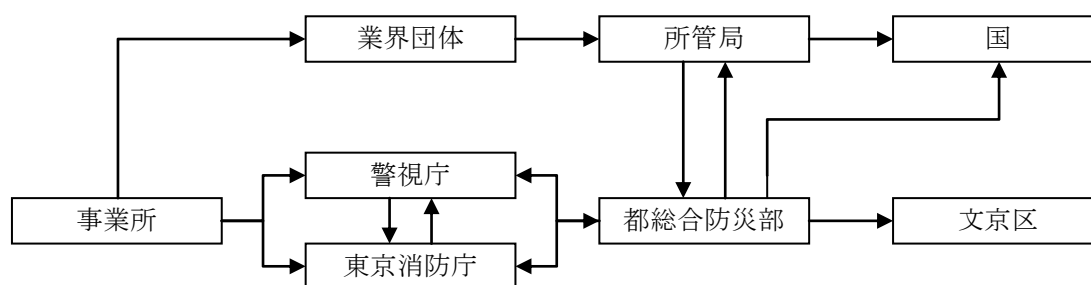 業界団体
所管局
国
警視庁
事業所
都総合防災部
文京区
東京消防庁